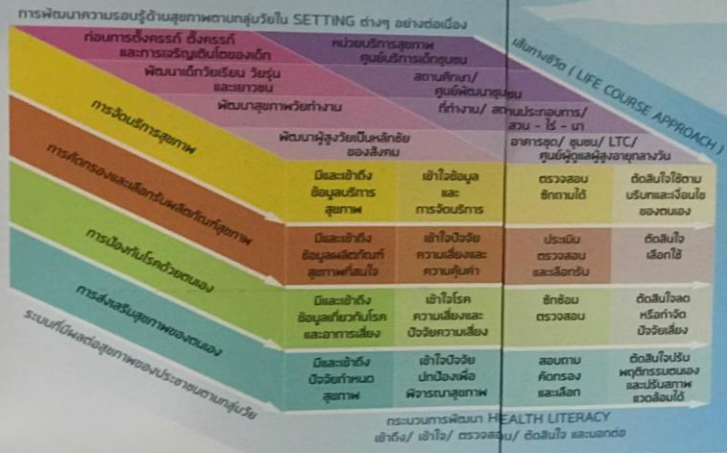 การพัฒนาความรอบรู้ด้านสุขภาพตามกลุ่มวัยใน SETTING ต่างๆ อย่างต่อเนื่อง
ก่อนการตั้งครรภ์ ตั้งครรภ์
และการเจริญเติบโตของเด็ก
หน่วยบริการสุขภาพ
ศูนย์บริการเด็กชุมชน
พัฒนาเด็กวัยเรียน วัยรุ่น
และเยาวชน
สถานศึกษา/
ศูนย์พัฒนาชุมชน
พัฒนาสุขภาพวัยทำงาน
ที่ทำงาน/ สถานประกอบการ/
สวน - ไร่ - นา
พัฒนาผู้สูงวัยเป็นหลักชัย
ของสังคม
อาคารชุด/ ชุมชน/ LTC/
ศูนย์ผู้ดูแลผู้สูงอายุกลางวัน
เส้นทางชีวิต ( LIFE COURSE APPROACH )
การจัดบริการสุขภาพ
มีและเข้าถึง
ข้อมูลบริการ
สุขภาพ
เข้าใจข้อมูล
และ
การจัดบริการ
ตรวจสอบ
ซักถามได้
ตัดสินใจใช้ตาม
บริบทและเงื่อนไข
ของตนเอง
การคัดกรองและเลือกรับผลิตภัณฑ์สุขภาพ
มีและเข้าถึง
ข้อมูลผลิตภัณฑ์
สุขภาพที่สนใจ
เข้าใจปัจจัย
ความเสี่ยงและ
ความคุ้มค่า
ประเมิน
ตรวจสอบ
และเลือกรับ
ตัดสินใจ
เลือกใช้
การป้องกันโรคด้วยตนเอง
มีและเข้าถึง
ข้อมูลเกี่ยวกับโรค
และอาการเสี่ยง
เข้าใจโรค
ความเสี่ยงและ
ปัจจัยความเสี่ยง
ซักซ้อม
ตรวจสอบ
ตัดสินใจลด
หรือกำจัด
ปัจจัยเสี่ยง
การส่งเสริมสุขภาพของตนเอง
มีและเข้าถึง
ปัจจัยกำหนด
สุขภาพ
เข้าใจปัจจัย
ปกป้องเพื่อ
พิจารณาสุขภาพ
สอบถาม
คัดกรอง
และเลือก
ตัดสินใจปรับ
พฤติกรรมตนเอง
และปรับสภาพ
แวดล้อมได้
ระบบที่มีผลต่อสุขภาพของประชาชนตามกลุ่มวัย
กระบวนการพัฒนา HEALTH LITERACY
เข้าถึง/ เข้าใจ/ ตรวจสอบ/ ตัดสินใจ และบอกต่อ